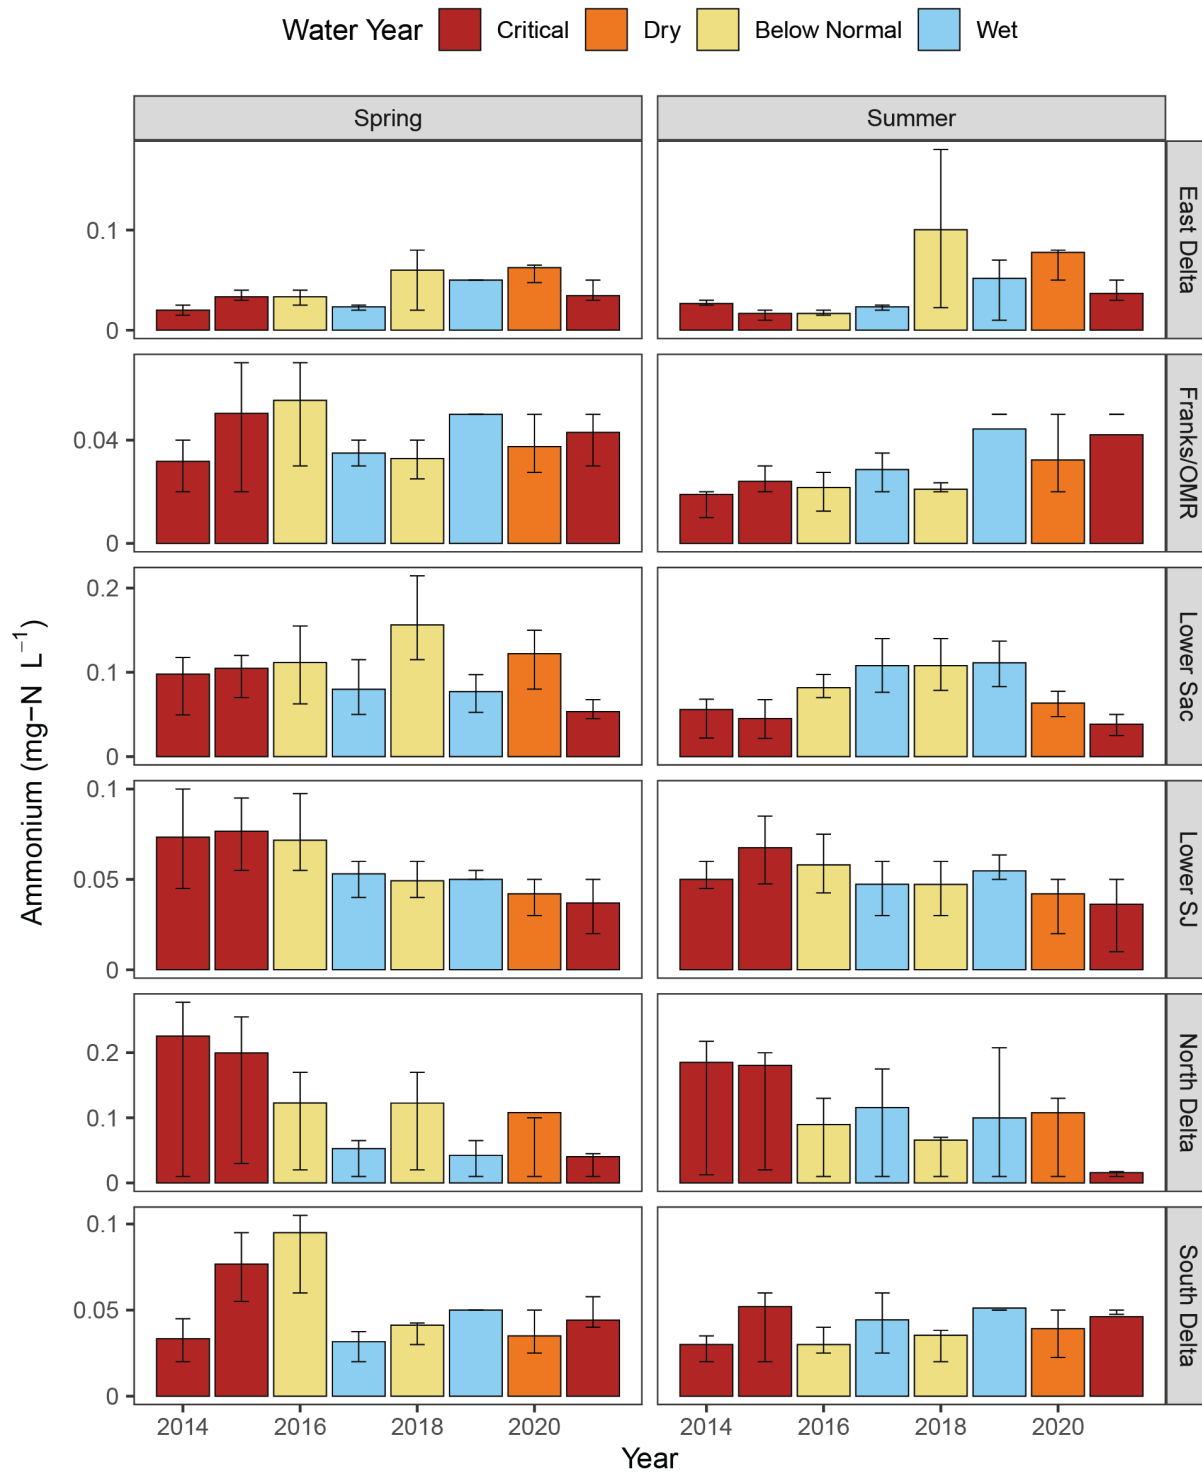 Water Year Critical Dry Below Normal Wet
Spring Summer
0.1
0
East Delta
0.04
0
Franks/OMR
0.2
0.1
0
Lower Sac
0.1
0.05
0
Lower SJ
0.2
0.1
0
North Delta
0.1
0.05
0
South Delta
Ammonium (mg−N L⁻¹)
2014 2016 2018 2020 2014 2016 2018 2020
Year